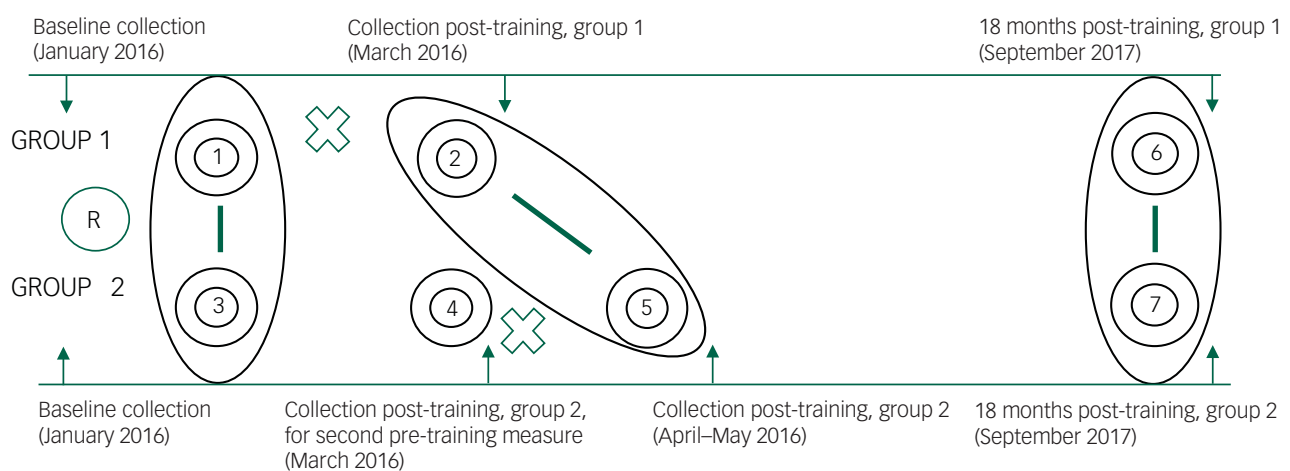 Baseline collection
(January 2016)
Collection post-training, group 1
(March 2016)
18 months post-training, group 1
(September 2017)
GROUP 1
1
2
6
R
GROUP 2
3
4
5
7
Baseline collection
(January 2016)
Collection post-training, group 2,
for second pre-training measure
(March 2016)
Collection post-training, group 2
(April–May 2016)
18 months post-training, group 2
(September 2017)